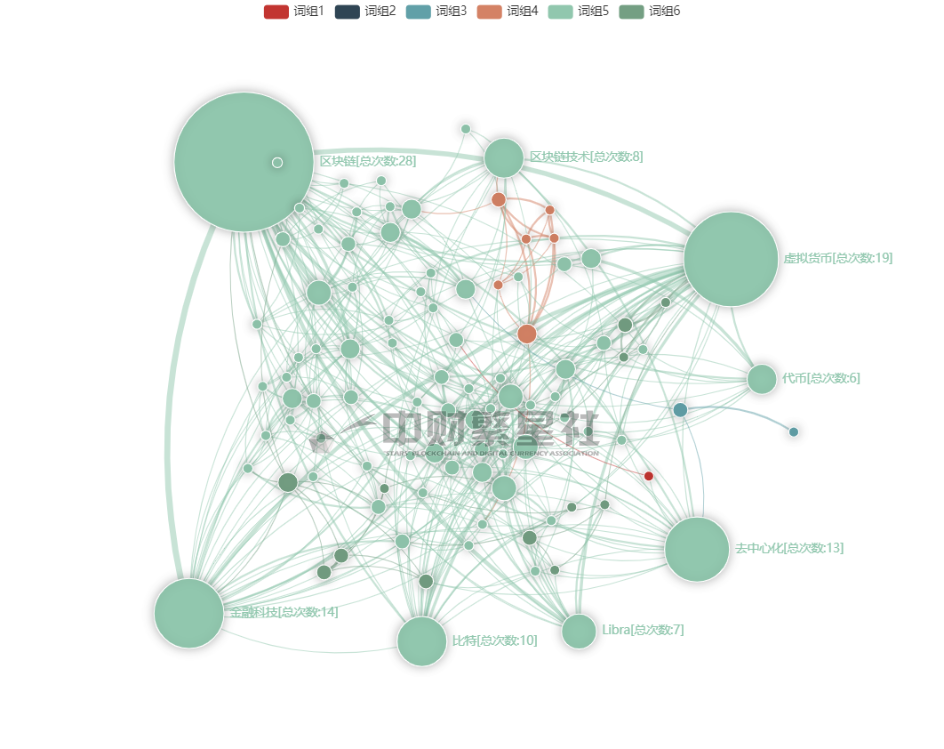 词组1 词组2 词组3 词组4 词组5 词组6
区块链技术[总次数:8]
区块链[总次数:28]
虚拟货币[总次数:19]
代币[总次数:6]
中财繁星社
STARS BLOCKCHAIN AND DIGITAL CURRENCY ASSOCIATION
去中心化[总次数:13]
金融科技[总次数:14]
Libra[总次数:7]
比特[总次数:10]